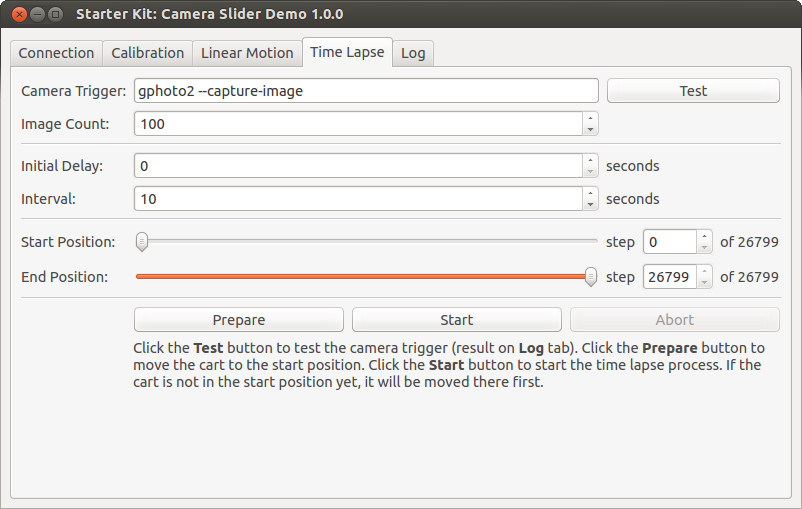 Starter Kit: Camera Slider Demo 1.0.0
Connection Calibration Linear Motion Time Lapse Log
Camera Trigger: gphoto2 --capture-image Test
Image Count: 100
Initial Delay: 0 seconds
Interval: 10 seconds
Start Position: step 0 of 26799
End Position: step 26799 of 26799
Prepare Start Abort
Click the Test button to test the camera trigger (result on Log tab). Click the Prepare button to
move the cart to the start position. Click the Start button to start the time lapse process. If the
cart is not in the start position yet, it will be moved there first.